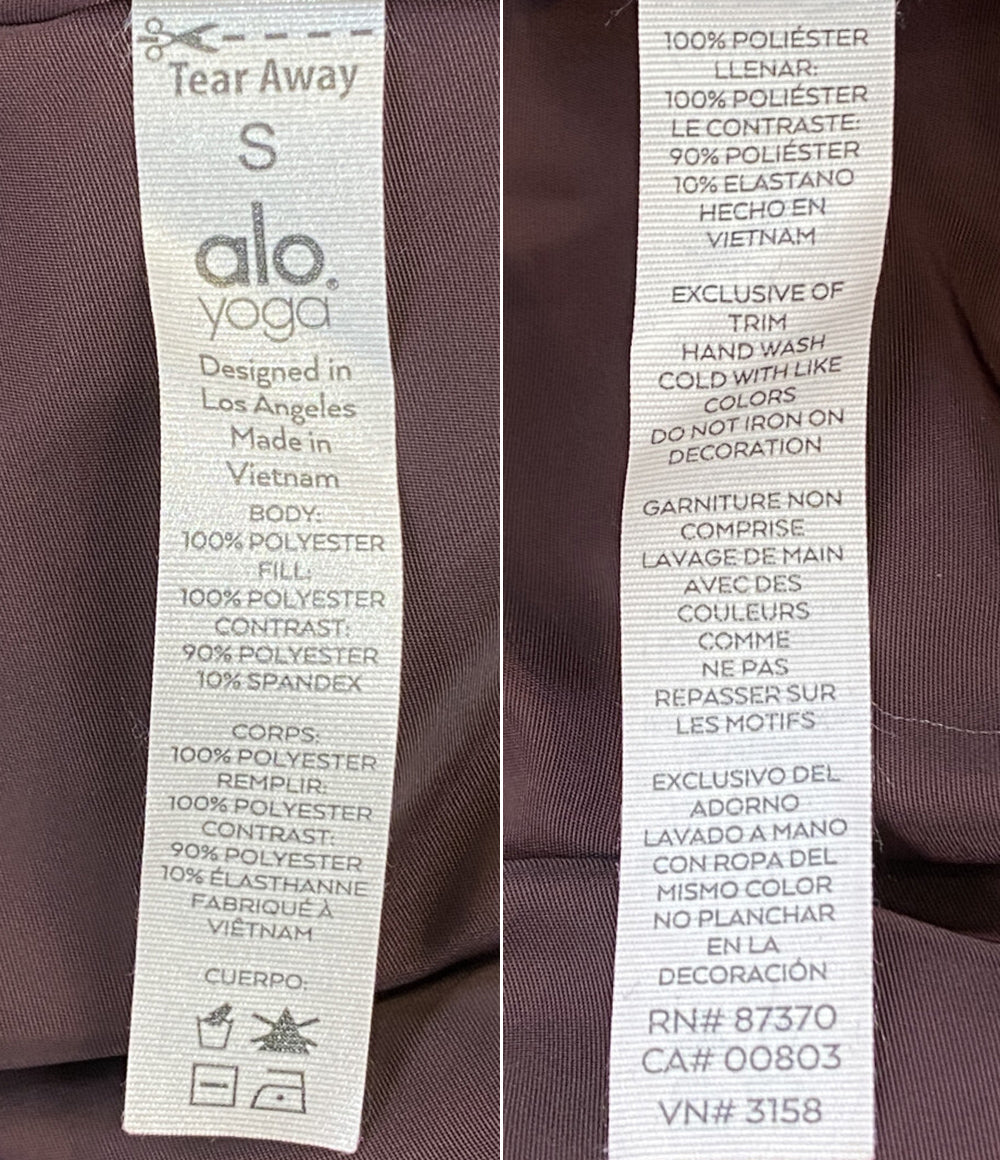 Tear Away
S
alo®
yoga
Designed in
Los Angeles
Made in
Vietnam
BODY:
100% POLYESTER
FILL:
100% POLYESTER
CONTRAST:
90% POLYESTER
10% SPANDEX
CORPS:
100% POLYESTER
REMPLIR:
100% POLYESTER
CONTRAST:
90% POLYESTER
10% ÉLASTHANNE
FABRIQUÉ À
VIÊTNAM
CUERPO:
100% POLIÉSTER
LLENAR:
100% POLIÉSTER
LE CONTRASTE:
90% POLIÉSTER
10% ELASTANO
HECHO EN
VIETNAM
EXCLUSIVE OF
TRIM
HAND WASH
COLD WITH LIKE
COLORS
DO NOT IRON ON
DECORATION
GARNITURE NON
COMPRISE
LAVAGE DE MAIN
AVEC DES
COULEURS
COMME
NE PAS
REPASSER SUR
LES MOTIFS
EXCLUSIVO DEL
ADORNO
LAVADO A MANO
CON ROPA DEL
MISMO COLOR
NO PLANCHAR
EN LA
DECORACIÓN
RN# 87370
CA# 00803
VN# 3158